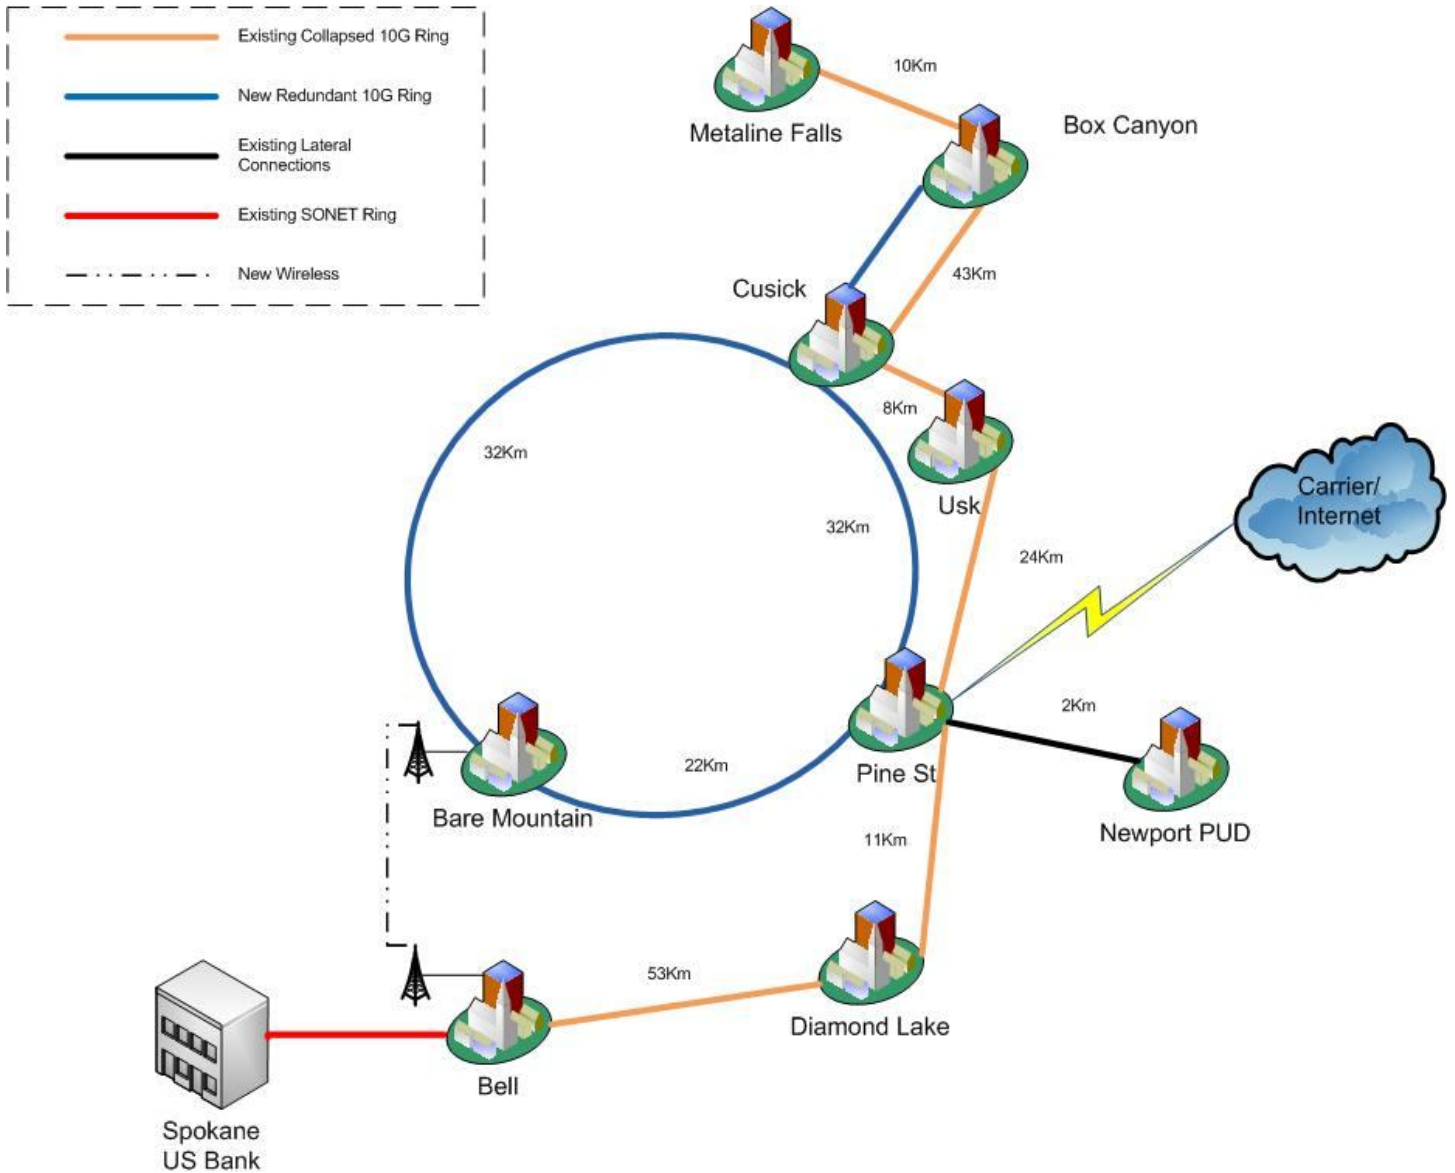 Existing Collapsed 10G Ring
New Redundant 10G Ring
Existing Lateral
Connections
Existing SONET Ring
New Wireless
10Km
Metaline Falls
Box Canyon
43Km
Cusick
8Km
Usk
32Km
32Km
24Km
Carrier/
Internet
2Km
Pine St
22Km
Bare Mountain
Newport PUD
11Km
53Km
Diamond Lake
Bell
Spokane
US Bank